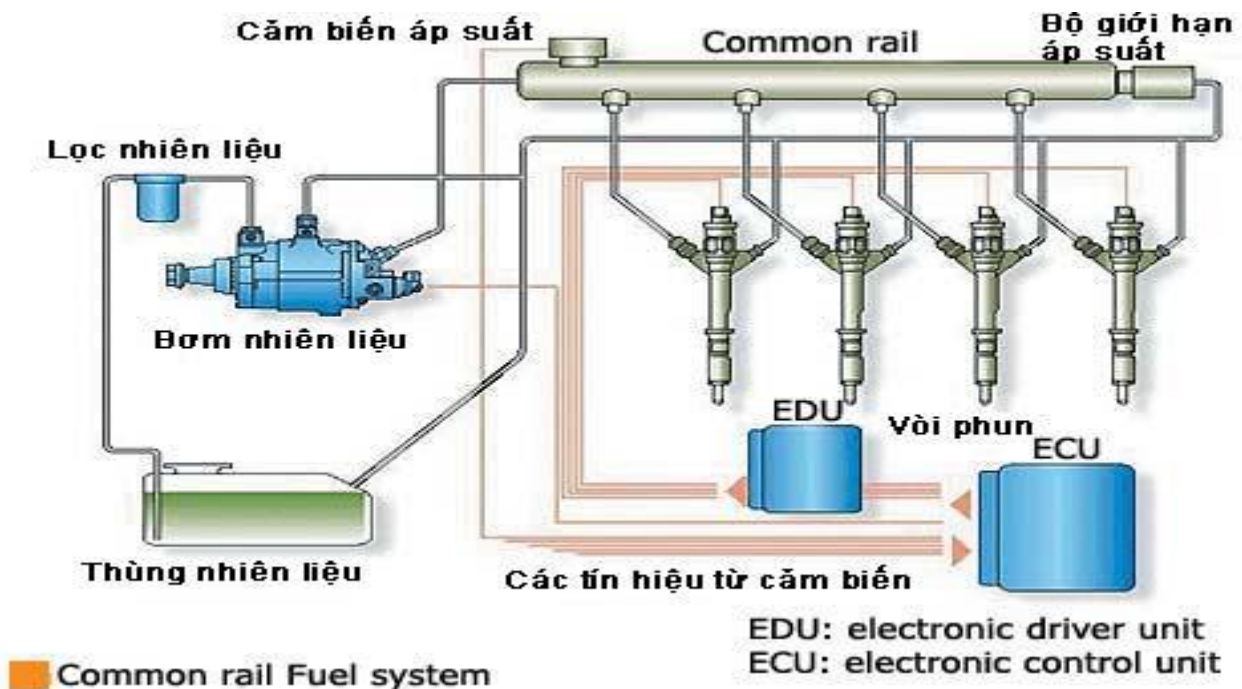 Căm biến áp suất
Common rail
Bộ giới hạn
áp suất
Lọc nhiên liệu
Bơm nhiên liệu
EDU
Vòi phun
ECU
Thùng nhiên liệu
Các tín hiệu từ căm biến
EDU: electronic driver unit
ECU: electronic control unit
Common rail Fuel system